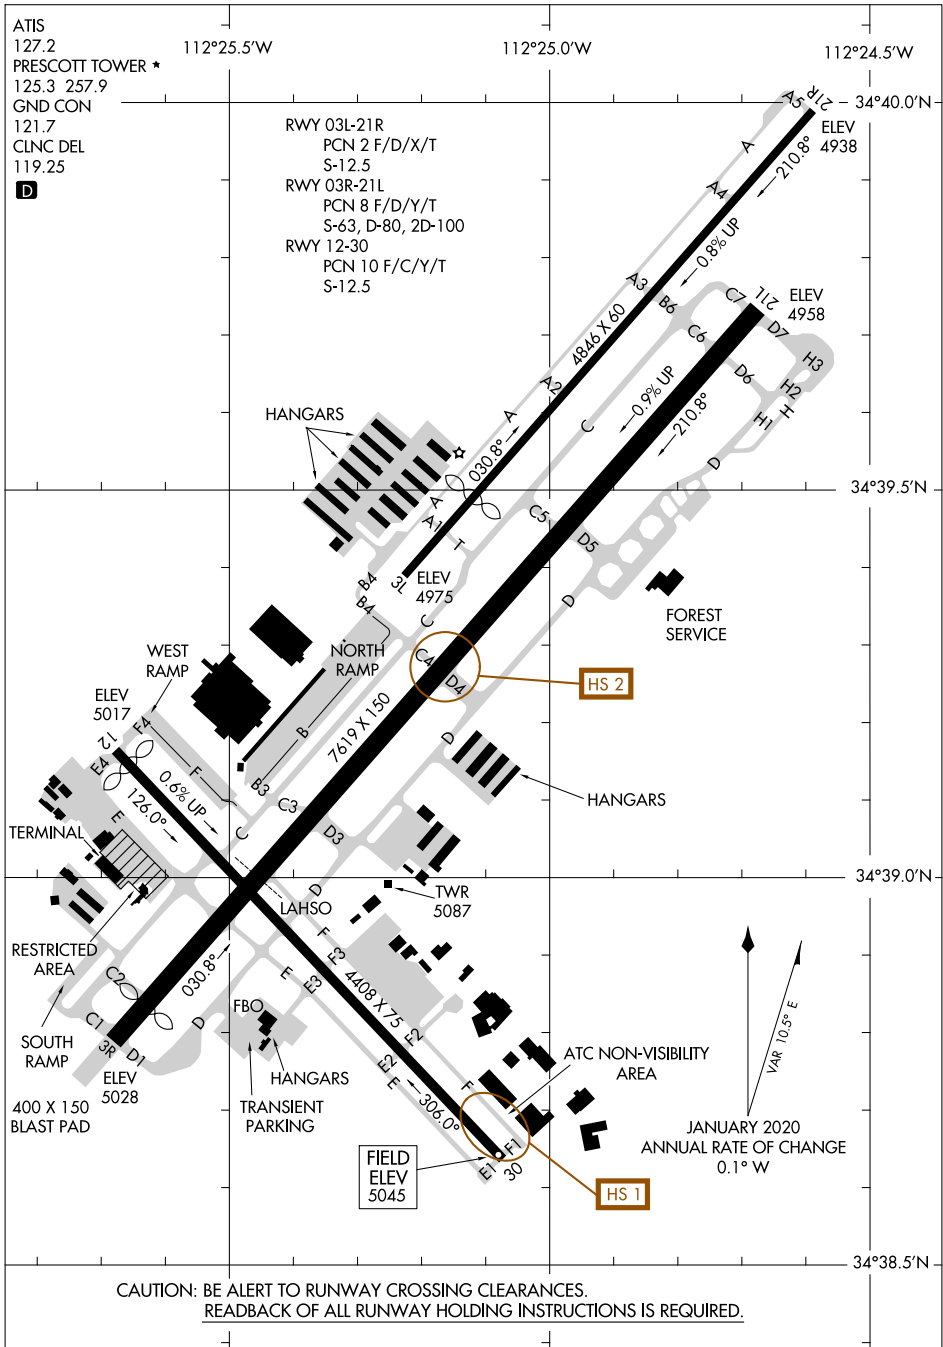 ATIS
127.2
PRESCOTT TOWER ★
125.3 257.9
GND CON
121.7
CLNC DEL
119.25
D
112°25.5'W
112°25.0'W
112°24.5'W
34°40.0'N
RWY 03L-21R
PCN 2 F/D/X/T
S-12.5
RWY 03R-21L
PCN 8 F/D/Y/T
S-63, D-80, 2D-100
RWY 12-30
PCN 10 F/C/Y/T
S-12.5
A5
21R
ELEV
4938
A
210.8°
A4
0.8% UP
A3
B6
C7
21L
ELEV
4958
4846 X 60
C6
D7
H3
D6
H2
H
H1
A2
0.9% UP
210.8°
HANGARS
A
C
030.8°
D
34°39.5'N
A
A1
T
C5
D5
B4
3L
ELEV
4975
B4
C
D
FOREST
SERVICE
WEST
RAMP
NORTH
RAMP
C4
D4
HS 2
ELEV
5017
12
F4
E4
F
B
7619 X 150
D
0.6% UP
126.0°
B3
C3
D3
HANGARS
E
C
TERMINAL
34°39.0'N
D
LAHSO
TWR
5087
RESTRICTED
AREA
F
F3
E
E3
4408 X 75
030.8°
C2
C1
3R
D1
D
FBO
SOUTH
RAMP
ELEV
5028
HANGARS
TRANSIENT
PARKING
400 X 150
BLAST PAD
F2
E2
E
306.0°
F
ATC NON-VISIBILITY
AREA
VAR 10.5° E
JANUARY 2020
ANNUAL RATE OF CHANGE
0.1° W
FIELD
ELEV
5045
E1
F1
30
HS 1
34°38.5'N
CAUTION: BE ALERT TO RUNWAY CROSSING CLEARANCES.
READBACK OF ALL RUNWAY HOLDING INSTRUCTIONS IS REQUIRED.